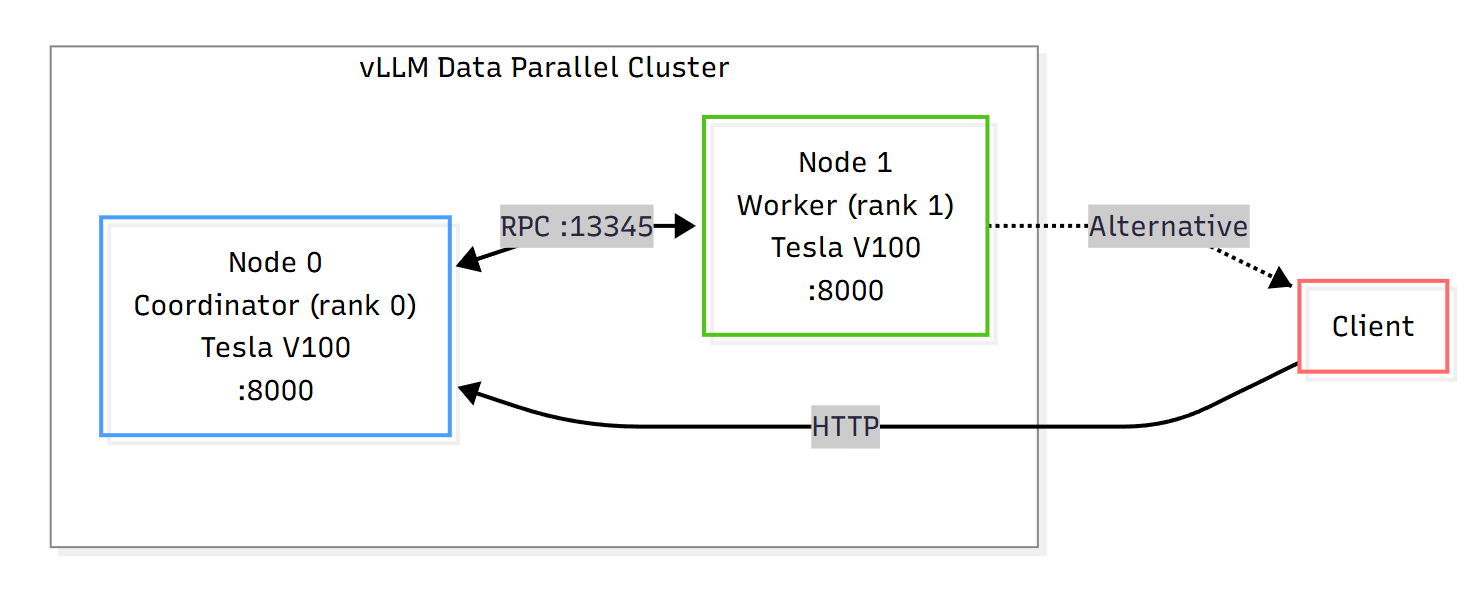 vLLM Data Parallel Cluster
Node 0
Coordinator (rank 0)
Tesla V100
:8000
RPC :13345
Node 1
Worker (rank 1)
Tesla V100
:8000
Alternative
Client
HTTP